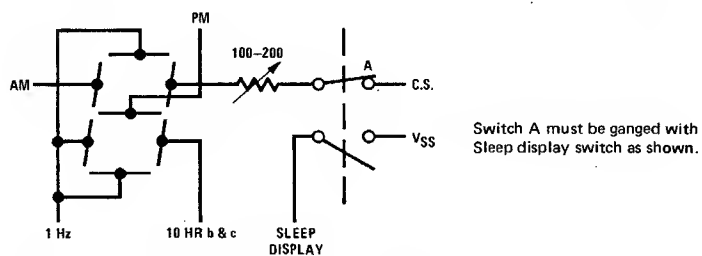 PM
100–200
A
AM
C.S.
VSS
Switch A must be ganged with
Sleep display switch as shown.
1 Hz
10 HR b & c
SLEEP
DISPLAY